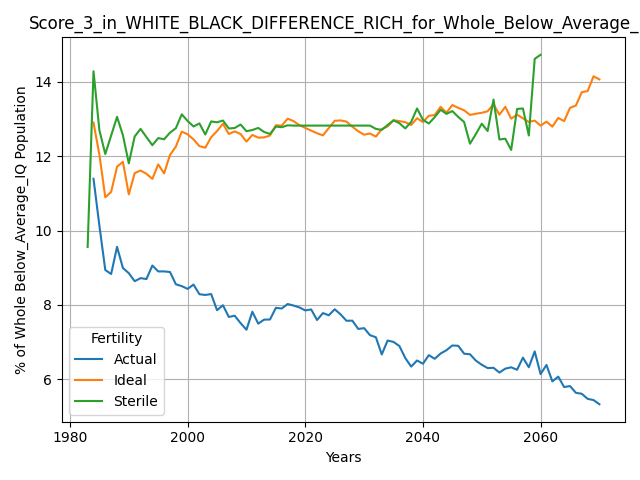 Score_3_in_WHITE_BLACK_DIFFERENCE_RICH_for_Whole_Below_Average_
% of Whole Below_Average_IQ Population
14
12
10
8
6
Fertility
Actual
Ideal
Sterile
1980
2000
2020
2040
2060
Years